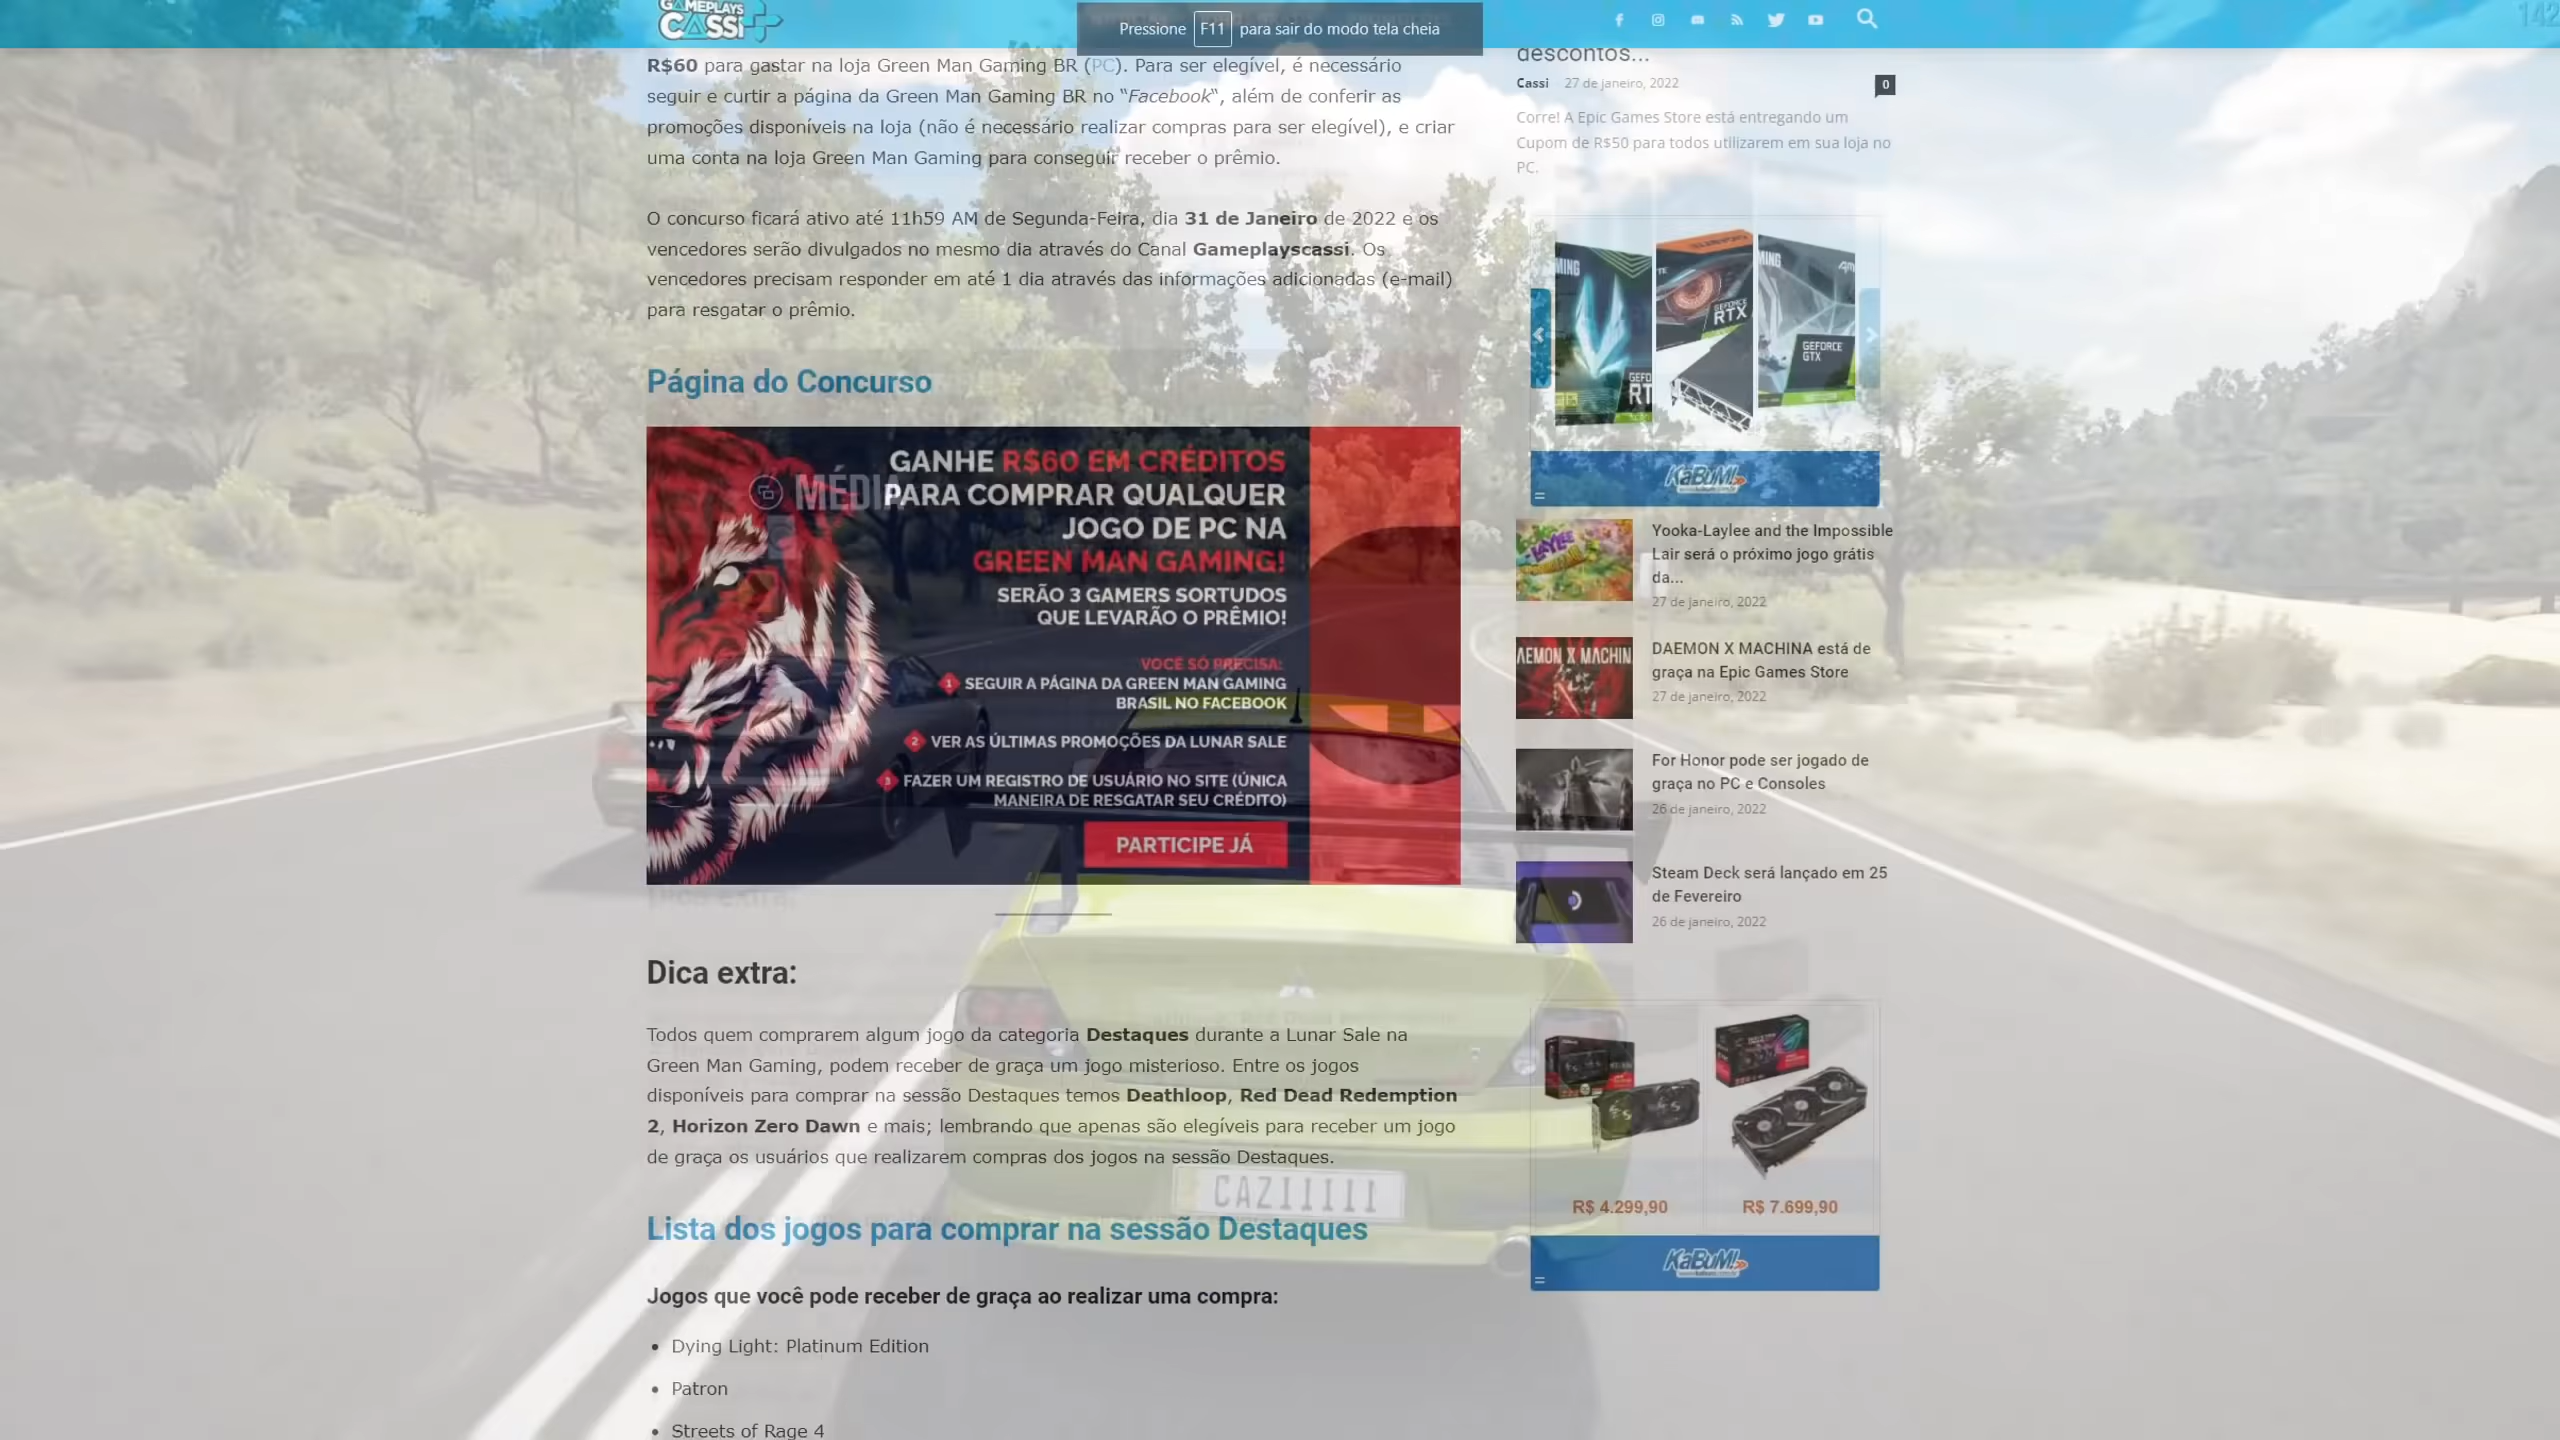 GAMEPLAYS
CASSI
Pressione F11 para sair do modo tela cheia
142
R$60 para gastar na loja Green Man Gaming BR (PC). Para ser elegível, é necessário
seguir e curtir a página da Green Man Gaming BR no “Facebook“, além de conferir as
promoções disponíveis na loja (não é necessário realizar compras para ser elegível), e criar
uma conta na loja Green Man Gaming para conseguir receber o prêmio.
O concurso ficará ativo até 11h59 AM de Segunda-Feira, dia 31 de Janeiro de 2022 e os
vencedores serão divulgados no mesmo dia através do Canal Gameplayscassi. Os
vencedores precisam responder em até 1 dia através das informações adicionadas (e-mail)
para resgatar o prêmio.
Página do Concurso
GANHE R$60 EM CRÉDITOS
PARA COMPRAR QUALQUER
JOGO DE PC NA
GREEN MAN GAMING!
SERÃO 3 GAMERS SORTUDOS
QUE LEVARÃO O PRÊMIO!
VOCÊ SÓ PRECISA:
1 SEGUIR A PÁGINA DA GREEN MAN GAMING
BRASIL NO FACEBOOK
2 VER AS ÚLTIMAS PROMOÇÕES DA LUNAR SALE
3 FAZER UM REGISTRO DE USUÁRIO NO SITE (ÚNICA
MANEIRA DE RESGATAR SEU CRÉDITO)
PARTICIPE JÁ
Dica extra:
Todos quem comprarem algum jogo da categoria Destaques durante a Lunar Sale na
Green Man Gaming, podem receber de graça um jogo misterioso. Entre os jogos
disponíveis para comprar na sessão Destaques temos Deathloop, Red Dead Redemption
2, Horizon Zero Dawn e mais; lembrando que apenas são elegíveis para receber um jogo
de graça os usuários que realizarem compras dos jogos na sessão Destaques.
CAZIIIII
Lista dos jogos para comprar na sessão Destaques
Jogos que você pode receber de graça ao realizar uma compra:
• Dying Light: Platinum Edition
• Patron
• Streets of Rage 4
descontos...
Cassi - 27 de janeiro, 2022
0
Corre! A Epic Games Store está entregando um
Cupom de R$50 para todos utilizarem em sua loja no
PC.
GEFORCE
RTX
GEFORCE
GTX
KaBuM!
Yooka-Laylee and the Impossible
Lair será o próximo jogo grátis
da...
27 de janeiro, 2022
DAEMON X MACHINA está de
graça na Epic Games Store
27 de janeiro, 2022
For Honor pode ser jogado de
graça no PC e Consoles
26 de janeiro, 2022
Steam Deck será lançado em 25
de Fevereiro
26 de janeiro, 2022
R$ 4.299,90
R$ 7.699,90
KaBuM!